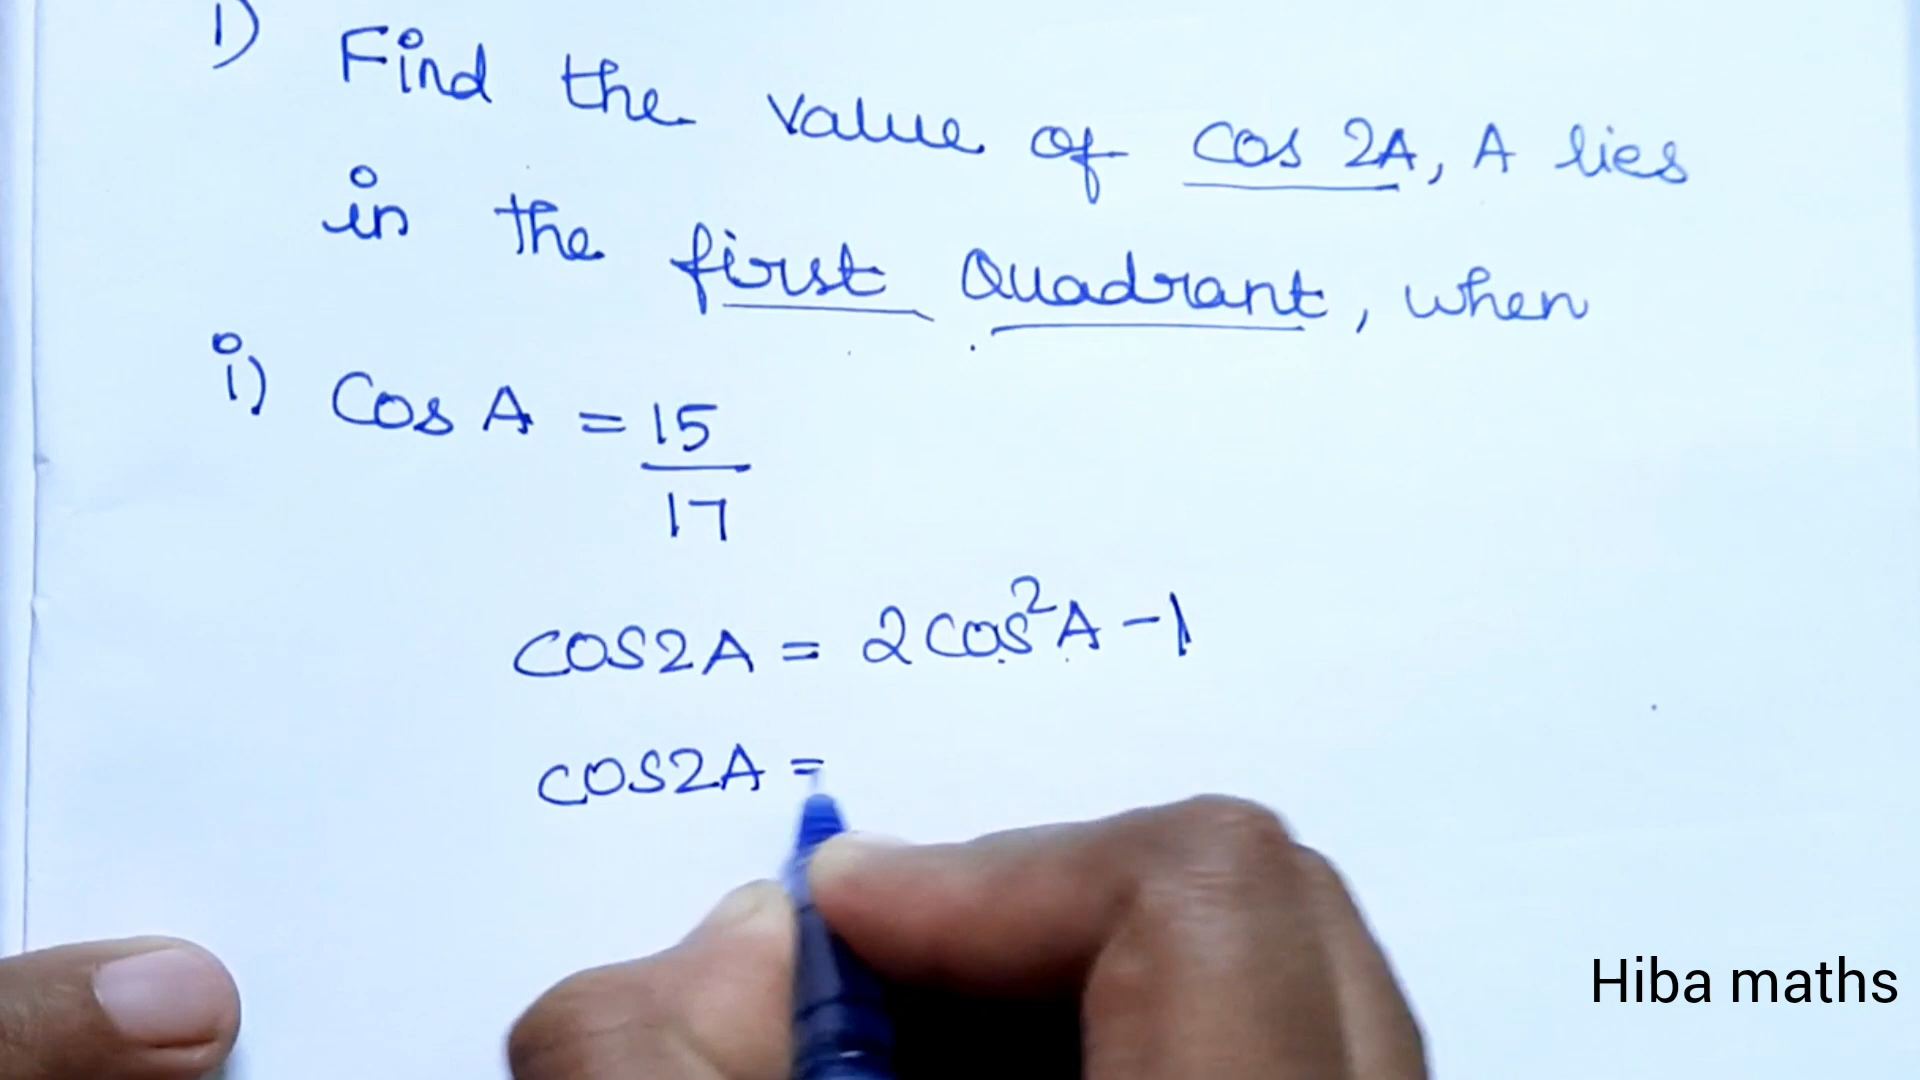 1) Find the value of cos 2A, A lies
in the first Quadrant, when
i) Cos A = 15/17
COS2A = 2cos²A - 1
COS2A =
Hiba maths